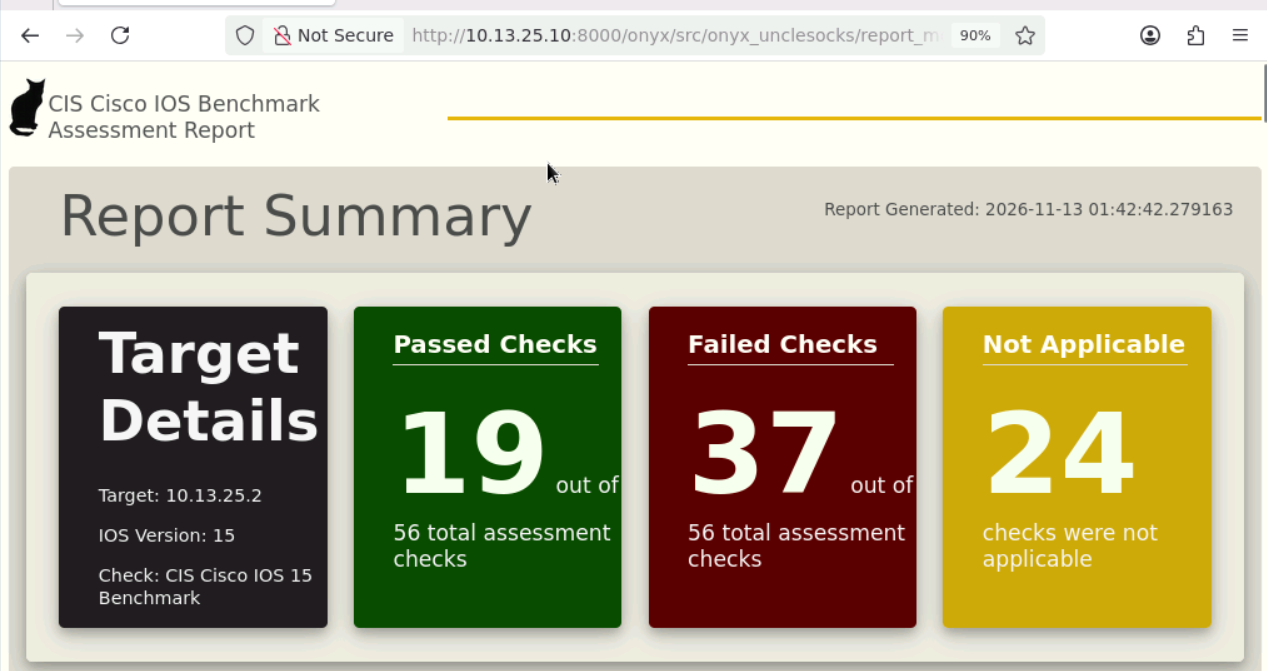 Not Secure
http://10.13.25.10:8000/onyx/src/onyx_unclesocks/report_m
90%
CIS Cisco IOS Benchmark
Assessment Report
Report Summary
Report Generated: 2026-11-13 01:42:42.279163
Target
Details
Target: 10.13.25.2
IOS Version: 15
Check: CIS Cisco IOS 15
Benchmark
Passed Checks
19 out of
56 total assessment
checks
Failed Checks
37 out of
56 total assessment
checks
Not Applicable
24
checks were not
applicable